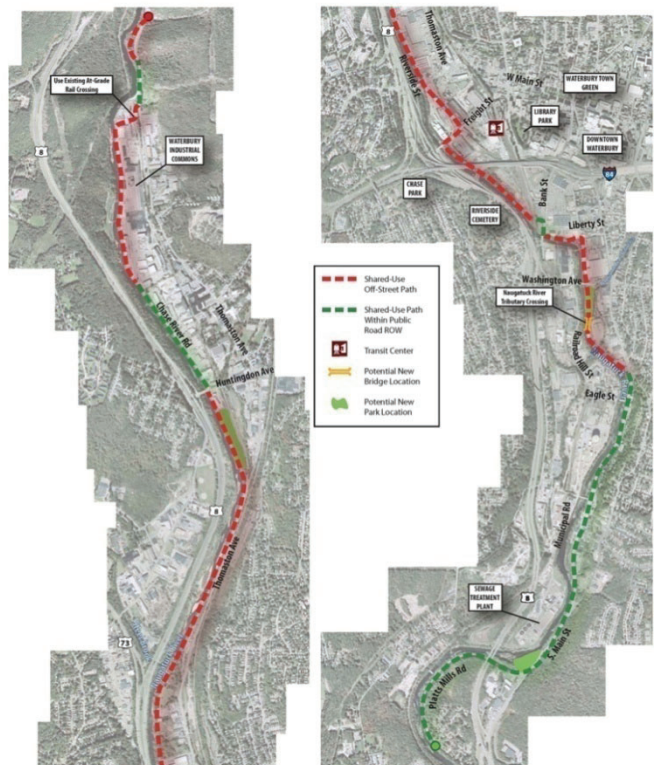 Use Existing At-Grade
Rail Crossing
WATERBURY
INDUSTRIAL
COMMONS
8
Chase River Rd
Thomaston Ave
Huntingdon Ave
8
Thomaston Ave
73
8
Riverside St
Thomaston Ave
W Main St
Freight St
WATERBURY TOWN
GREEN
LIBRARY
PARK
DOWNTOWN
WATERBURY
84
CHASE
PARK
RIVERSIDE
CEMETERY
Bank St
Liberty St
Washington Ave
Naugatuck River
Tributary Crossing
Railroad Hill St
Eagle St
Municipal Rd
8
SEWAGE
TREATMENT
PLANT
S. Main St
Platts Mills Rd
Shared-Use
Off-Street Path
Shared-Use Path
Within Public
Road ROW
Transit Center
Potential New
Bridge Location
Potential New
Park Location